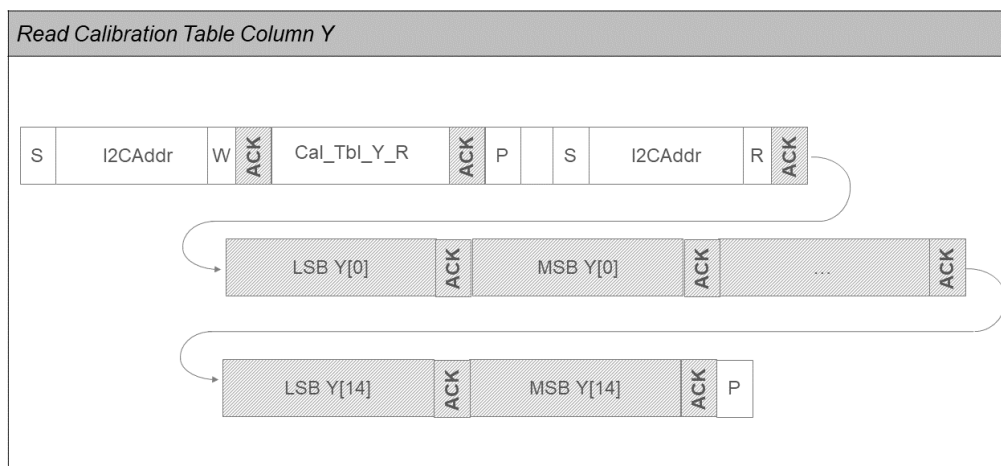 Read Calibration Table Column Y
S I2CAddr W ACK Cal_Tbl_Y_R ACK P S I2CAddr R ACK
LSB Y[0] ACK MSB Y[0] ACK ... ACK
LSB Y[14] ACK MSB Y[14] ACK P